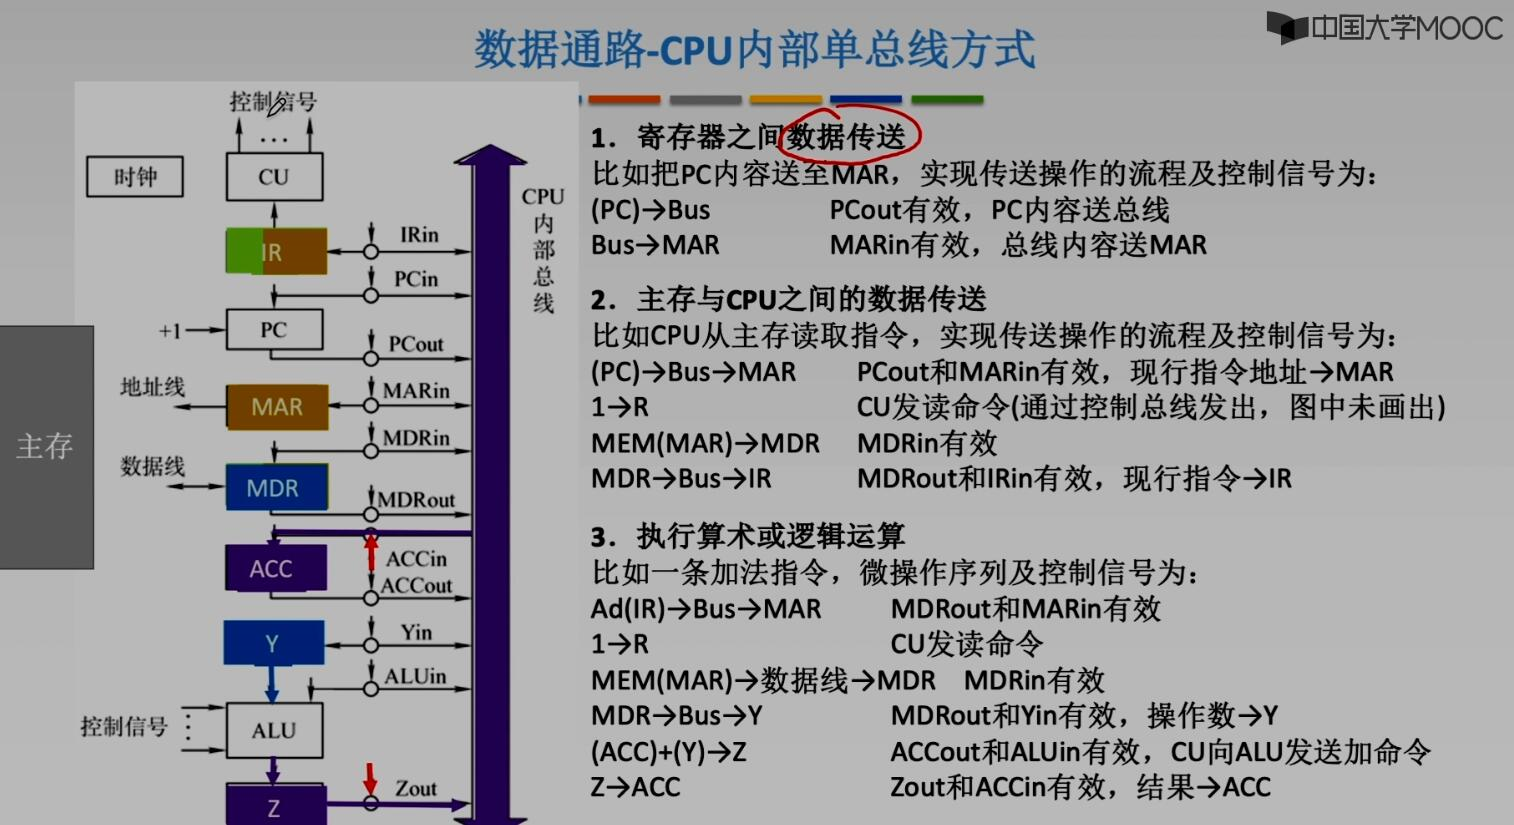 中国大学MOOC
数据通路-CPU内部单总线方式
控制信号
...
时钟
CU
CPU内部总线
IR
IRin
PCin
+1
PC
PCout
地址线
MAR
MARin
MDRin
主存
数据线
MDR
MDRout
ACC
ACCin
ACCout
Y
Yin
ALUin
控制信号
ALU
Zout
Z
1. 寄存器之间数据传送
比如把PC内容送至MAR，实现传送操作的流程及控制信号为：
(PC)→Bus PCout有效，PC内容送总线
Bus→MAR MARin有效，总线内容送MAR
2. 主存与CPU之间的数据传送
比如CPU从主存读取指令，实现传送操作的流程及控制信号为：
(PC)→Bus→MAR PCout和MARin有效，现行指令地址→MAR
1→R CU发读命令(通过控制总线发出，图中未画出)
MEM(MAR)→MDR MDRin有效
MDR→Bus→IR MDRout和IRin有效，现行指令→IR
3. 执行算术或逻辑运算
比如一条加法指令，微操作序列及控制信号为：
Ad(IR)→Bus→MAR MDRout和MARin有效
1→R CU发读命令
MEM(MAR)→数据线→MDR MDRin有效
MDR→Bus→Y MDRout和Yin有效，操作数→Y
(ACC)+(Y)→Z ACCout和ALUin有效，CU向ALU发送加命令
Z→ACC Zout和ACCin有效，结果→ACC